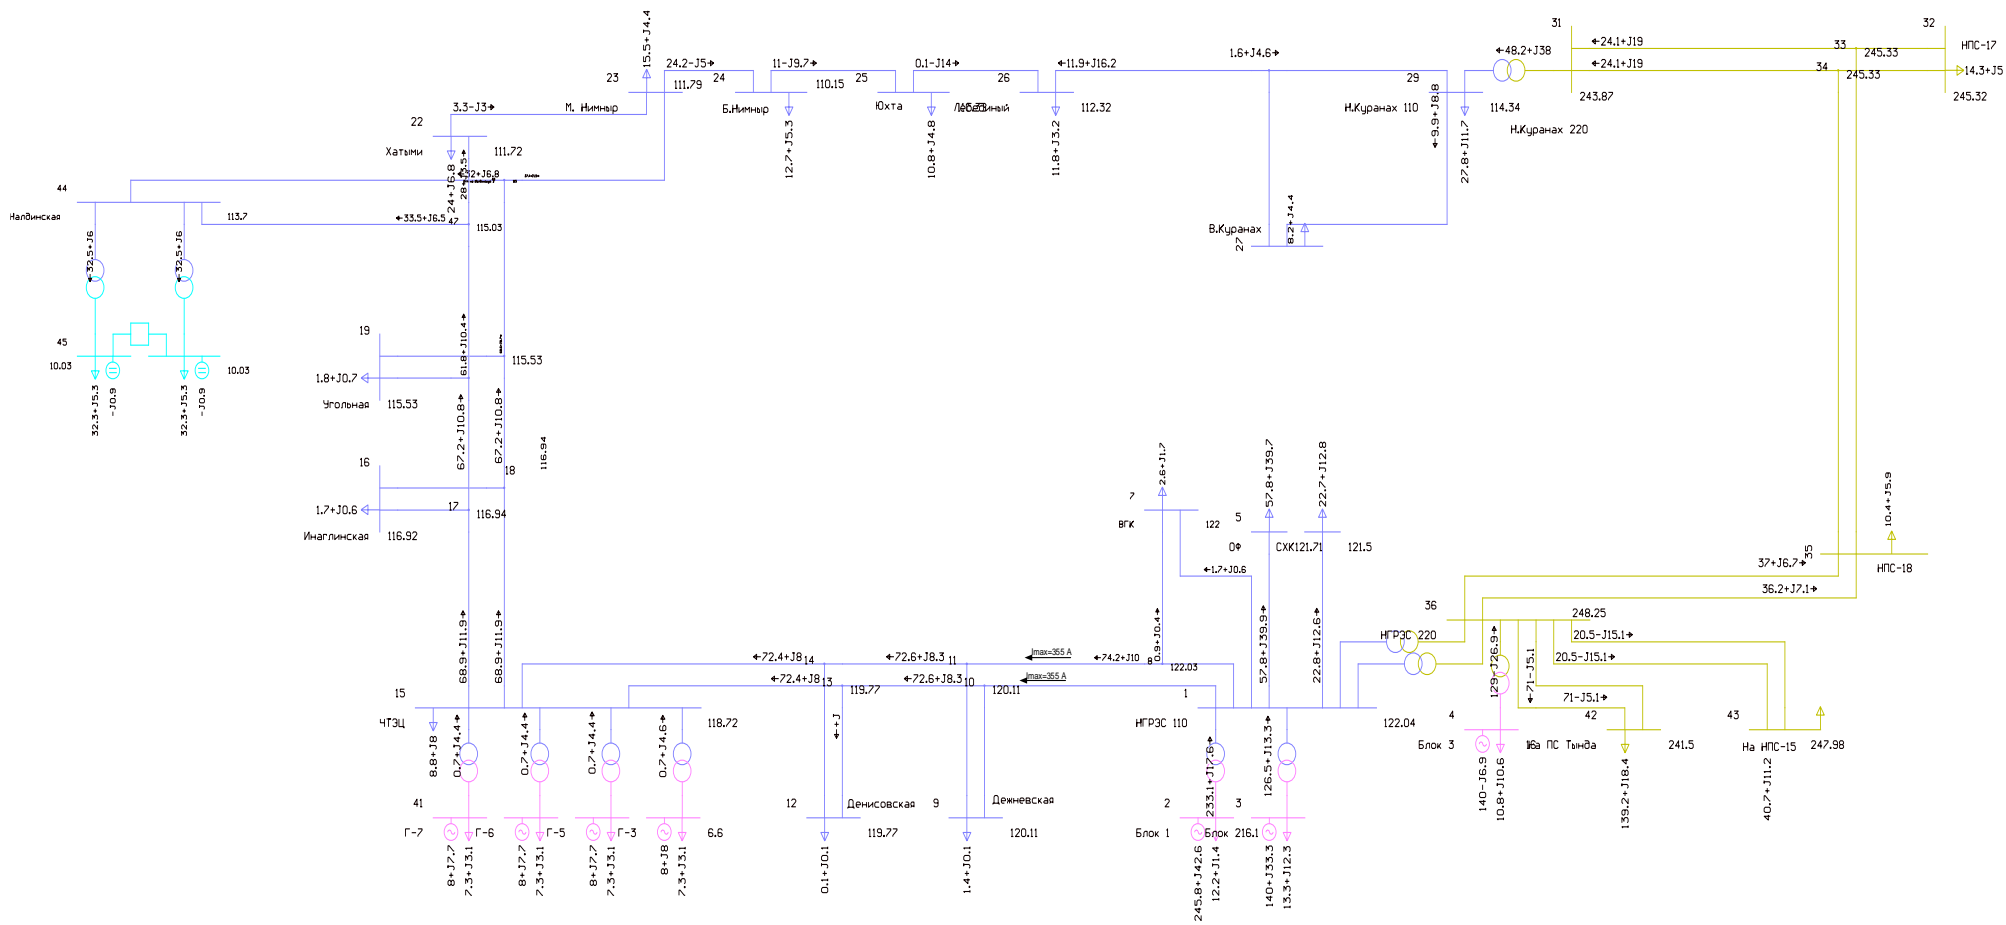 15.5+J4.4
31
32
1.6+J4.6→
←48.2+J38
←24.1+J19
33
245.33
НПС-17
24.2-J5→
11-J9.7→
0.1-J14→
←11.9+J16.2
←24.1+J19
34
245.33
14.3+J5
23
111.79
24
110.15
25
26
29
243.87
245.32
3.3-J3→
М. Нимныр
Б.Нимныр
Юхта
Лебединый
112.32
Н.Куранах 110
114.34
Н.Куранах 220
22
Хатыми
111.72
12.7+J5.3
10.8+J4.8
11.8+J3.2
←9.9+J8.8
27.8+J11.7
24+J6.8
44
Налдинская
113.7
←33.5+J6.5
47
115.03
В.Куранах
27
8.2+J4.4
←32.5+J6
←32.5+J6
19
45
10.03
10.03
61.8+J10.4→
115.53
1.8+J0.7
Угольная
115.53
32.3+J5.3
-J0.9
32.3+J5.3
-J0.9
67.2+J10.8→
67.2+J10.8→
116.94
16
18
17
1.7+J0.6
116.94
Инаглинская
116.92
2.6+J1.7
57.8+J39.7
22.7+J12.8
10.4+J5.9
7
ВГК
122
5
ОФ
СХК
121.71
121.5
←1.7+J0.6
35
НПС-18
37+J6.7→
36.2+J7.1→
36
248.25
НГРЭС 220
20.5-J15.1→
20.5-J15.1→
68.9+J11.9→
68.9+J11.9→
0.9+J0.4→
57.8+J39.9→
22.8+J12.6→
129-J26.9→
←71-J5.1
71-J5.1→
←72.4+J8
14
←72.6+J8.3
11
Imax=355 А
←74.2+J10
8
122.03
←72.4+J8
13
119.77
←72.6+J8.3
10
120.11
Imax=355 А
15
ЧТЭЦ
118.72
1
НГРЭС 110
122.04
4
Блок 3
42
На ПС Тында
241.5
43
На НПС-15
247.98
8.8+J8
0.7+J4.4→
0.7+J4.4→
0.7+J4.4→
0.7+J4.6→
←+J
233.1+J17.6→
126.5+J13.3→
140-J6.9
10.8+J10.6
139.2+J18.4
40.7+J11.2
41
Г-7
Г-6
Г-5
Г-3
6.6
12
Денисовская
119.77
9
Дежневская
120.11
2
Блок 1
3
Блок 2
16.1
8+J7.7
7.3+J3.1
8+J7.7
7.3+J3.1
8+J7.7
7.3+J3.1
8+J8
7.3+J3.1
0.1+J0.1
1.4+J0.1
245.8+J42.6
12.2+J1.4
140+J33.3
13.3+J12.3